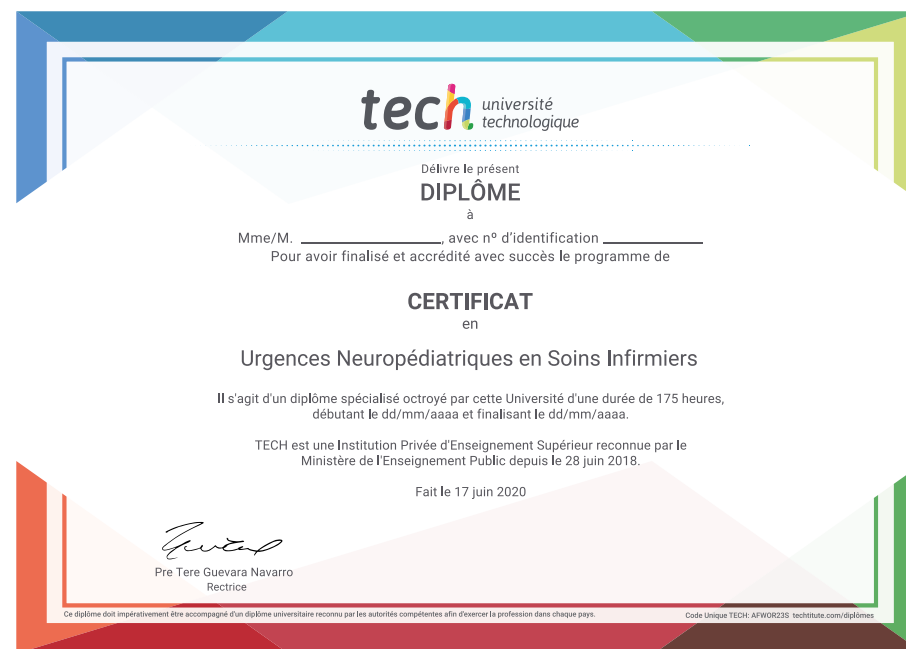 tech université
technologique
Délivre le présent
DIPLÔME
à
Mme/M. ____________________, avec nº d'identification ______________
Pour avoir finalisé et accrédité avec succès le programme de
CERTIFICAT
en
Urgences Neuropédiatriques en Soins Infirmiers
Il s'agit d'un diplôme spécialisé octroyé par cette Université d'une durée de 175 heures,
débutant le dd/mm/aaaa et finalisant le dd/mm/aaaa.
TECH est une Institution Privée d'Enseignement Supérieur reconnue par le
Ministère de l'Enseignement Public depuis le 28 juin 2018.
Fait le 17 juin 2020
Pre Tere Guevara Navarro
Rectrice
Ce diplôme doit impérativement être accompagné d'un diplôme universitaire reconnu par les autorités compétentes afin d'exercer la profession dans chaque pays.
Code Unique TECH: AFWOR23S techtitute.com/diplômes